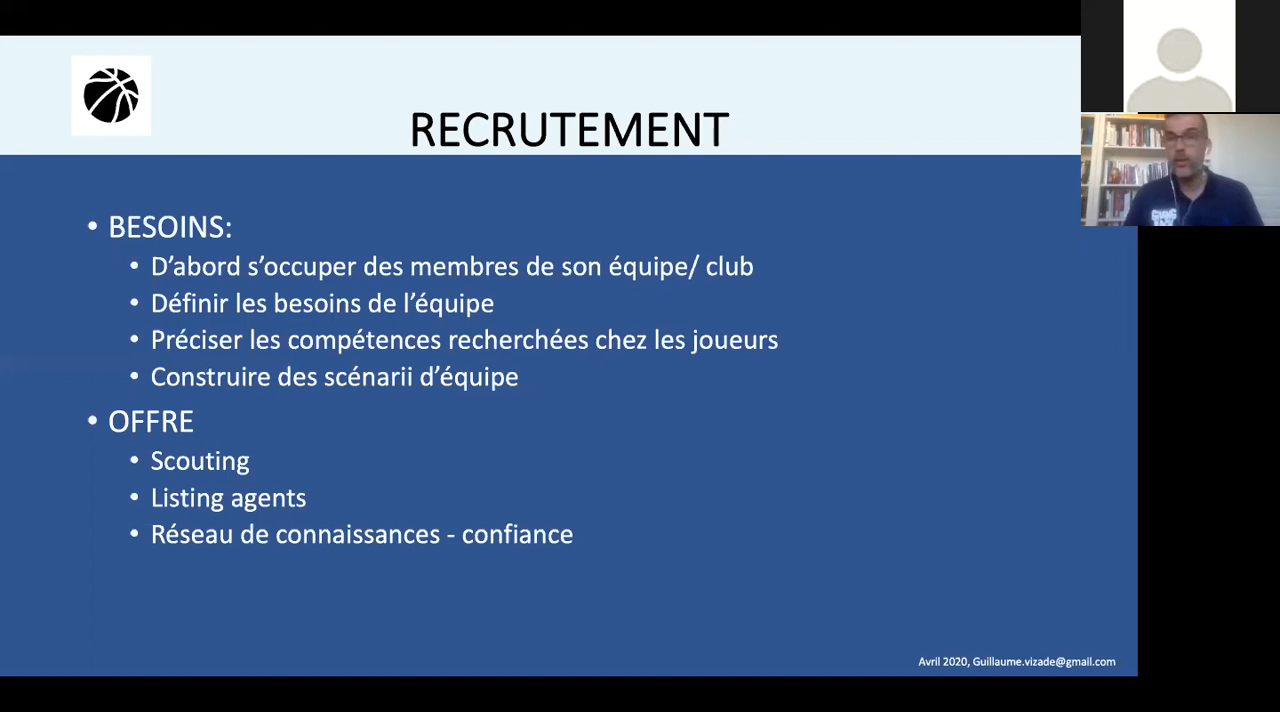 RECRUTEMENT
• BESOINS:
• D’abord s’occuper des membres de son équipe/ club
• Définir les besoins de l’équipe
• Préciser les compétences recherchées chez les joueurs
• Construire des scénarii d’équipe
• OFFRE
• Scouting
• Listing agents
• Réseau de connaissances - confiance
Avril 2020, Guillaume.vizade@gmail.com